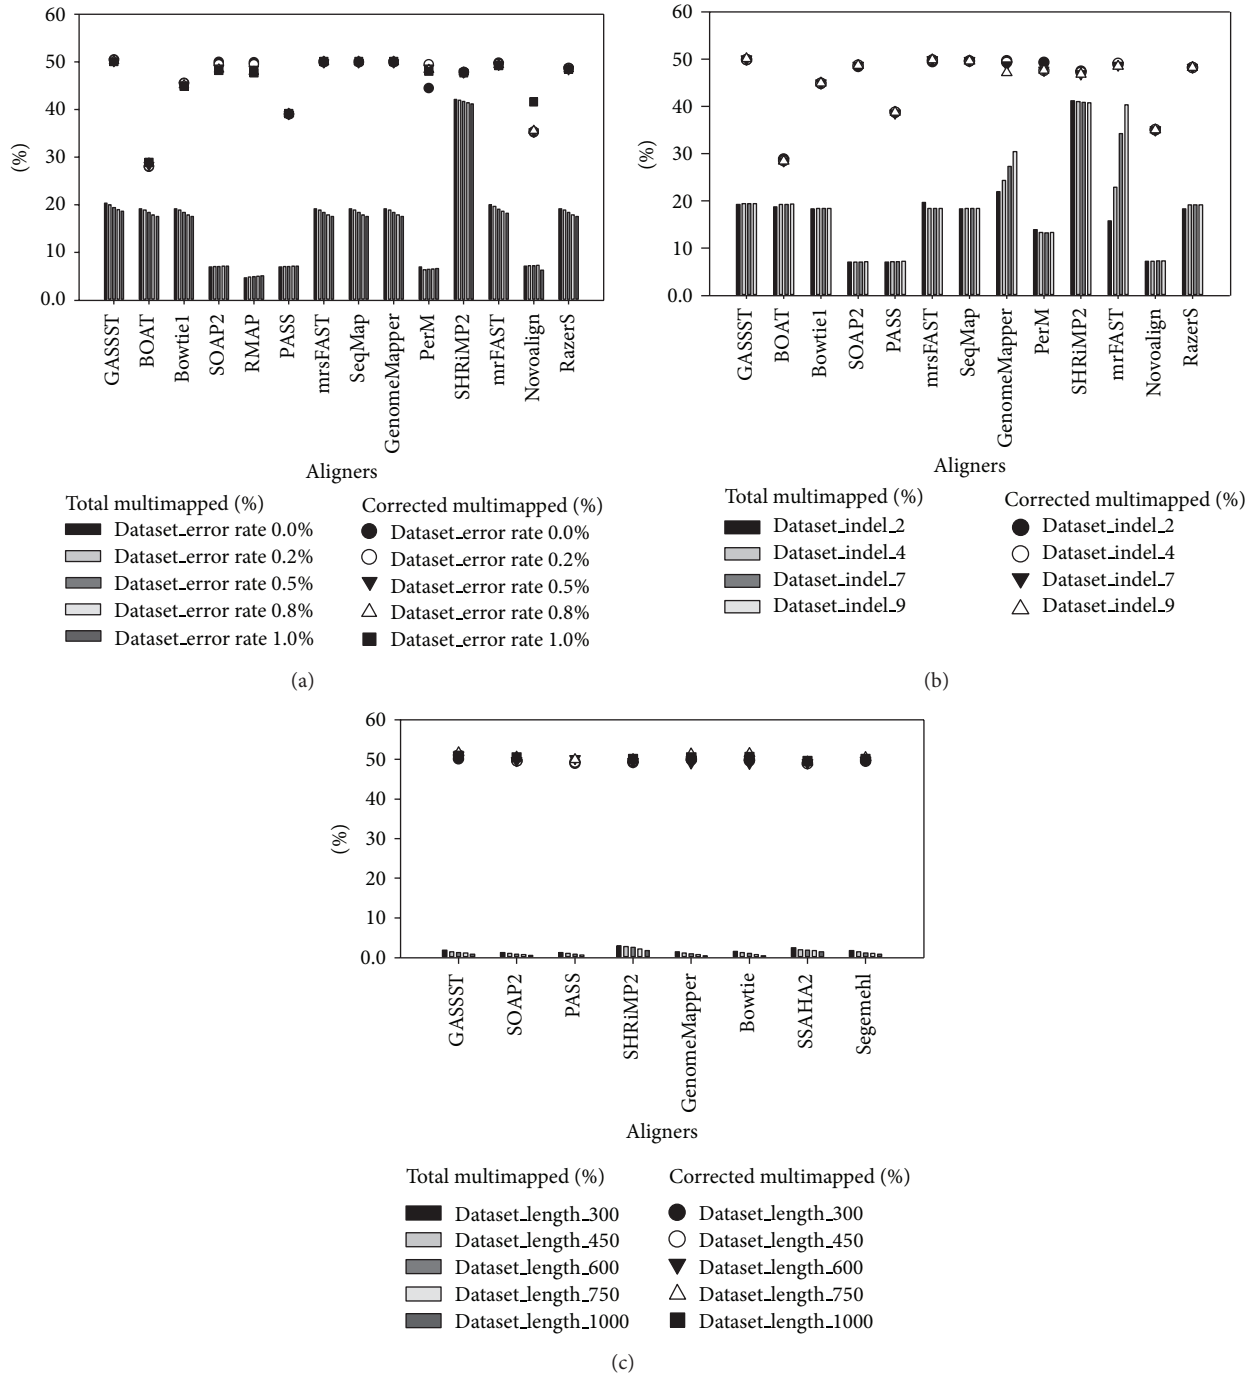 60
50
40
30
20
10
0.0
(%)
GASSST
BOAT
Bowtie1
SOAP2
RMAP
PASS
mrsFAST
SeqMap
GenomeMapper
PerM
SHRiMP2
mrFAST
Novoalign
RazerS
Aligners
Total multimapped (%)
Dataset_error rate 0.0%
Dataset_error rate 0.2%
Dataset_error rate 0.5%
Dataset_error rate 0.8%
Dataset_error rate 1.0%
Corrected multimapped (%)
Dataset_error rate 0.0%
Dataset_error rate 0.2%
Dataset_error rate 0.5%
Dataset_error rate 0.8%
Dataset_error rate 1.0%
(a)
60
50
40
30
20
10
0.0
(%)
GASSST
BOAT
Bowtie1
SOAP2
PASS
mrsFAST
SeqMap
GenomeMapper
PerM
SHRiMP2
mrFAST
Novoalign
RazerS
Aligners
Total multimapped (%)
Dataset_indel_2
Dataset_indel_4
Dataset_indel_7
Dataset_indel_9
Corrected multimapped (%)
Dataset_indel_2
Dataset_indel_4
Dataset_indel_7
Dataset_indel_9
(b)
60
50
40
30
20
10
0.0
(%)
GASSST
SOAP2
PASS
SHRiMP2
GenomeMapper
Bowtie
SSAHA2
Segemehl
Aligners
Total multimapped (%)
Dataset_length_300
Dataset_length_450
Dataset_length_600
Dataset_length_750
Dataset_length_1000
Corrected multimapped (%)
Dataset_length_300
Dataset_length_450
Dataset_length_600
Dataset_length_750
Dataset_length_1000
(c)